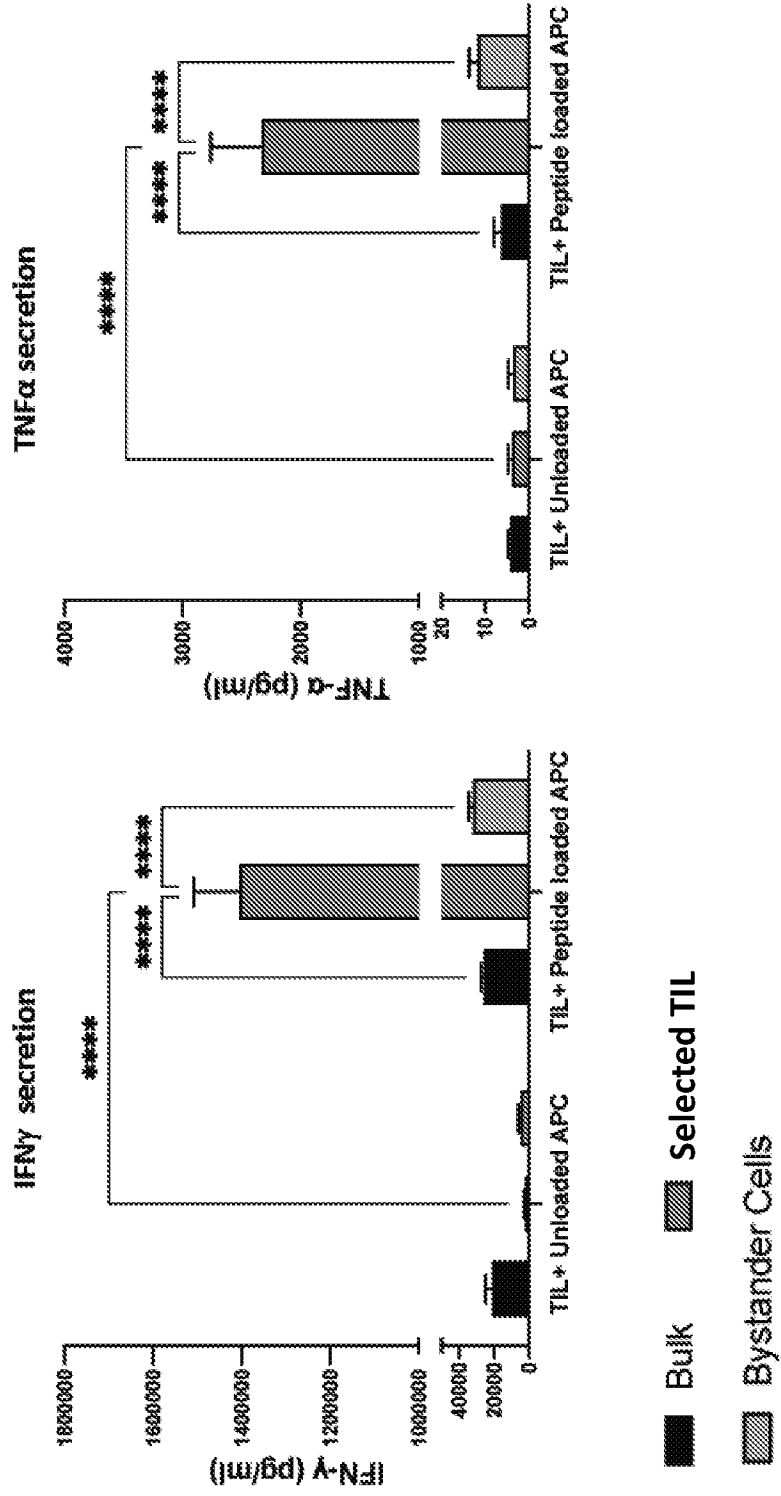 IFNγ secretion
IFN-γ (pg/ml)
1800000
1600000
1400000
1200000
1000000
40000
20000
0
****
**** ****
TIL+ Unloaded APC
TIL+ Peptide loaded APC
TNFα secretion
TNF-α (pg/ml)
4000
3000
2000
1000
20
10
0
****
**** ****
TIL+ Unloaded APC
TIL+ Peptide loaded APC
Bulk
Selected TIL
Bystander Cells